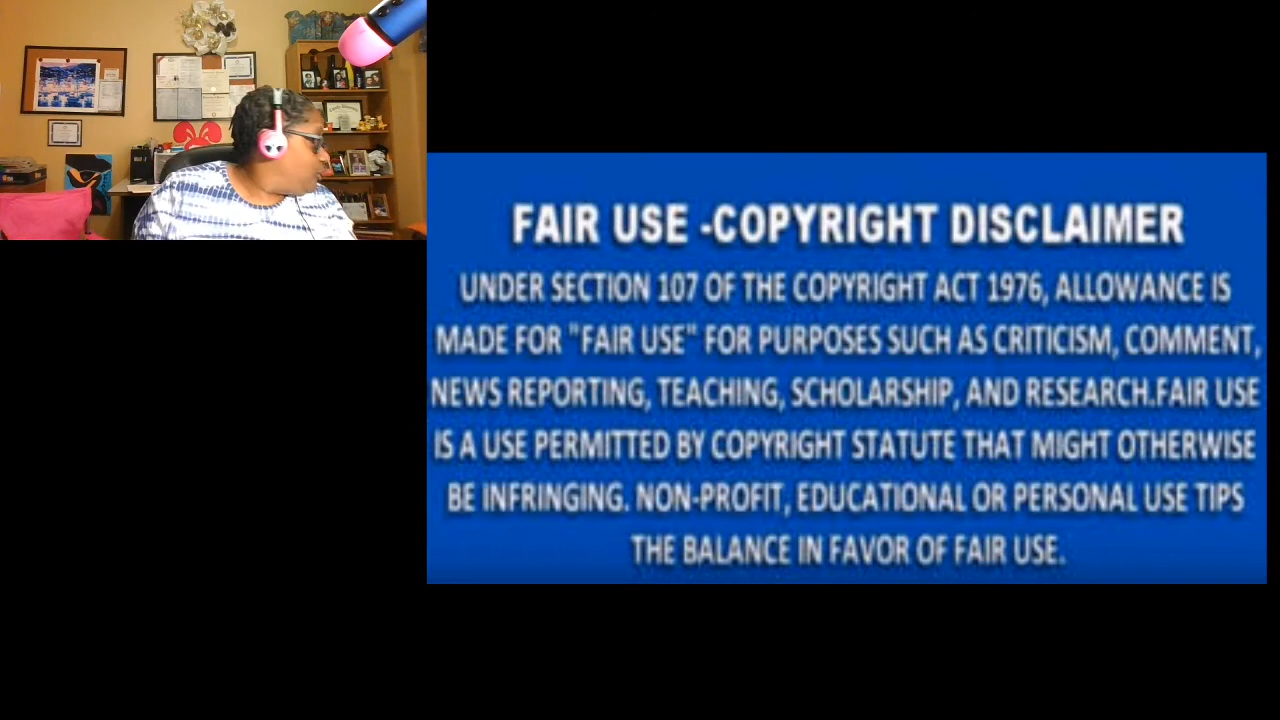 FAIR USE -COPYRIGHT DISCLAIMER
UNDER SECTION 107 OF THE COPYRIGHT ACT 1976, ALLOWANCE IS
MADE FOR "FAIR USE" FOR PURPOSES SUCH AS CRITICISM, COMMENT,
NEWS REPORTING, TEACHING, SCHOLARSHIP, AND RESEARCH.FAIR USE
IS A USE PERMITTED BY COPYRIGHT STATUTE THAT MIGHT OTHERWISE
BE INFRINGING. NON-PROFIT, EDUCATIONAL OR PERSONAL USE TIPS
THE BALANCE IN FAVOR OF FAIR USE.